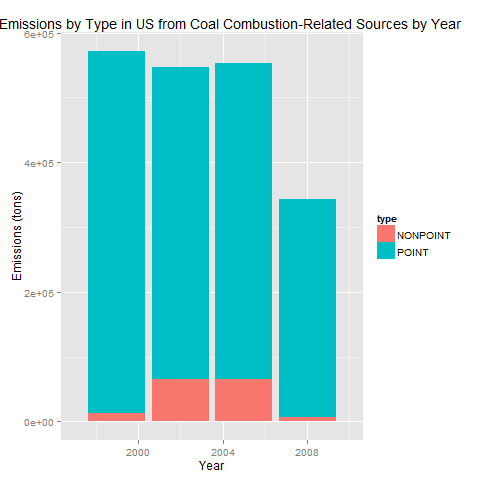 Emissions by Type in US from Coal Combustion-Related Sources by Year
6e+05
4e+05
2e+05
0e+00
Emissions (tons)
2000 2004 2008
Year
type
NONPOINT
POINT